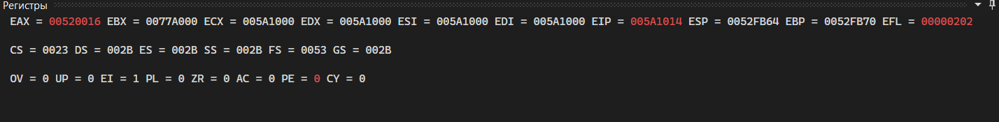 Регистры
EAX = 00520016 EBX = 0077A000 ECX = 005A1000 EDX = 005A1000 ESI = 005A1000 EDI = 005A1000 EIP = 005A1014 ESP = 0052FB64 EBP = 0052FB70 EFL = 00000202
CS = 0023 DS = 002B ES = 002B SS = 002B FS = 0053 GS = 002B
OV = 0 UP = 0 EI = 1 PL = 0 ZR = 0 AC = 0 PE = 0 CY = 0